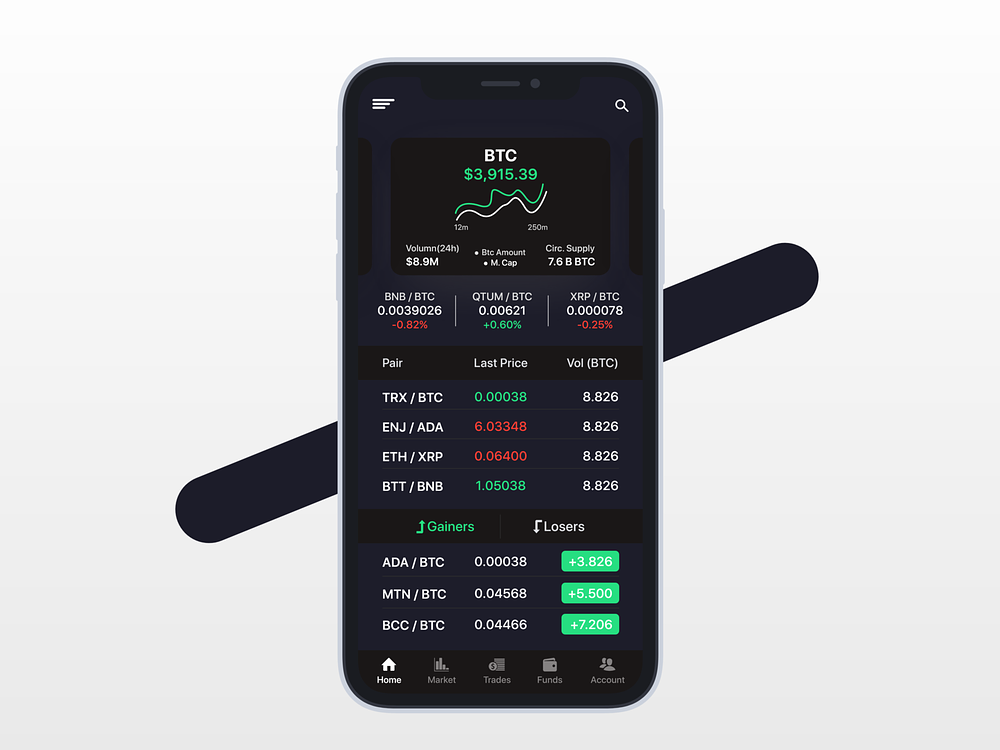 BTC
$3,915.39
12m 250m
Volumn(24h) • Btc Amount Circ. Supply
$8.9M • M. Cap 7.6 B BTC
BNB / BTC QTUM / BTC XRP / BTC
0.0039026 0.00621 0.000078
-0.82% +0.60% -0.25%
Pair Last Price Vol (BTC)
TRX / BTC 0.00038 8.826
ENJ / ADA 6.03348 8.826
ETH / XRP 0.06400 8.826
BTT / BNB 1.05038 8.826
Gainers Losers
ADA / BTC 0.00038 +3.826
MTN / BTC 0.04568 +5.500
BCC / BTC 0.04466 +7.206
Home Market Trades Funds Account